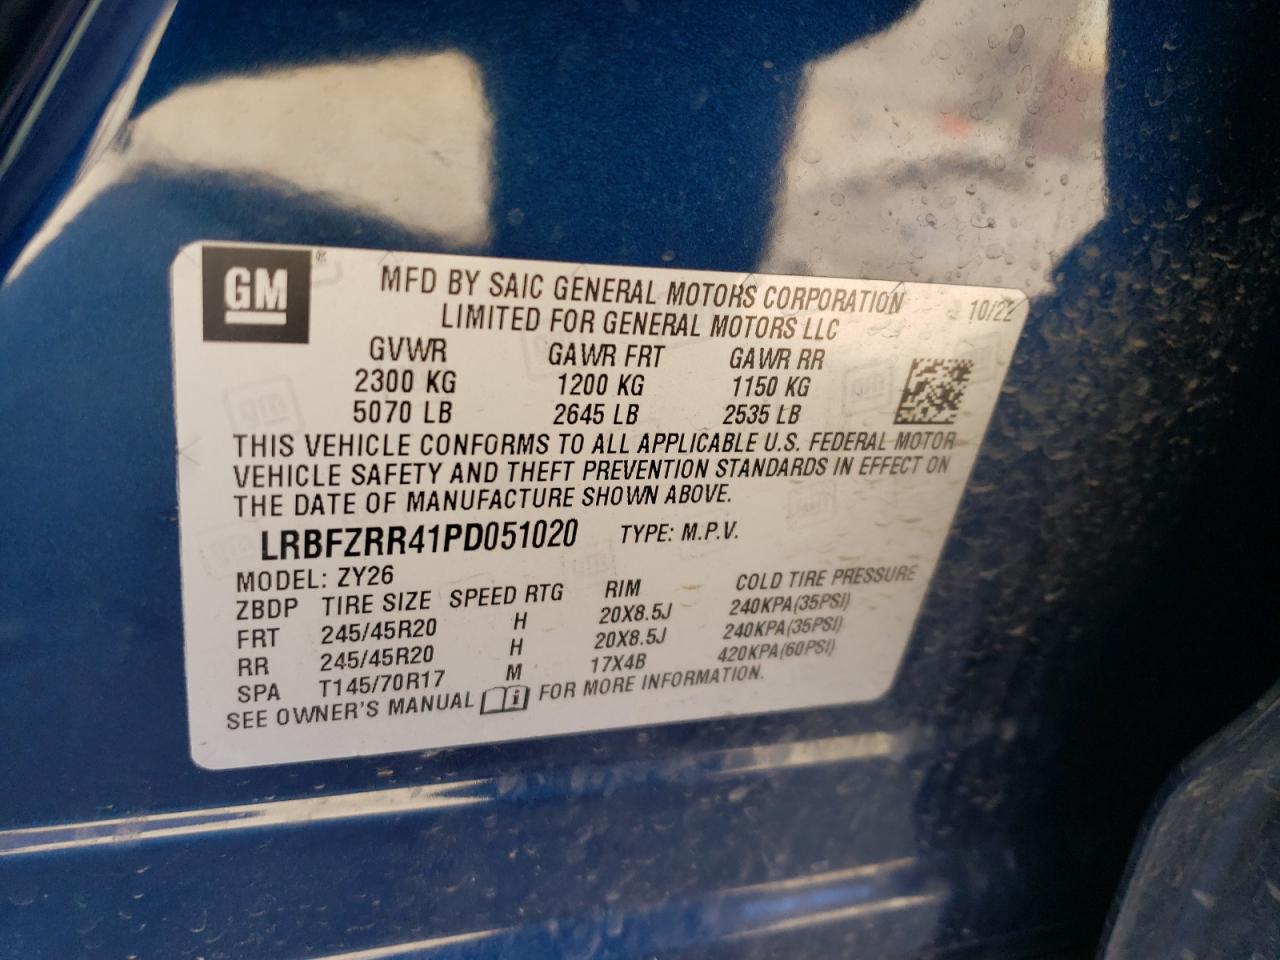 GM ®
MFD BY SAIC GENERAL MOTORS CORPORATION 10/22
LIMITED FOR GENERAL MOTORS LLC
GVWR GAWR FRT GAWR RR
2300 KG 1200 KG 1150 KG
5070 LB 2645 LB 2535 LB
THIS VEHICLE CONFORMS TO ALL APPLICABLE U.S. FEDERAL MOTOR
VEHICLE SAFETY AND THEFT PREVENTION STANDARDS IN EFFECT ON
THE DATE OF MANUFACTURE SHOWN ABOVE.
LRBFZRR41PD051020 TYPE: M.P.V.
MODEL: ZY26
ZBDP TIRE SIZE SPEED RTG RIM COLD TIRE PRESSURE
FRT 245/45R20 H 20X8.5J 240KPA(35PSI)
RR 245/45R20 H 20X8.5J 240KPA(35PSI)
SPA T145/70R17 M 17X4B 420KPA(60PSI)
SEE OWNER'S MANUAL i FOR MORE INFORMATION.